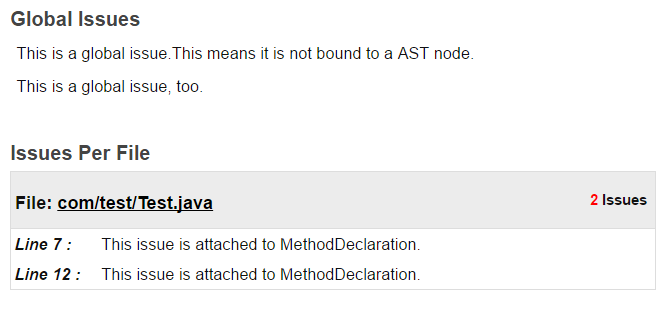 Global Issues
This is a global issue.This means it is not bound to a AST node.
This is a global issue, too.
Issues Per File
File: com/test/Test.java 2 Issues
Line 7 : This issue is attached to MethodDeclaration.
Line 12 : This issue is attached to MethodDeclaration.